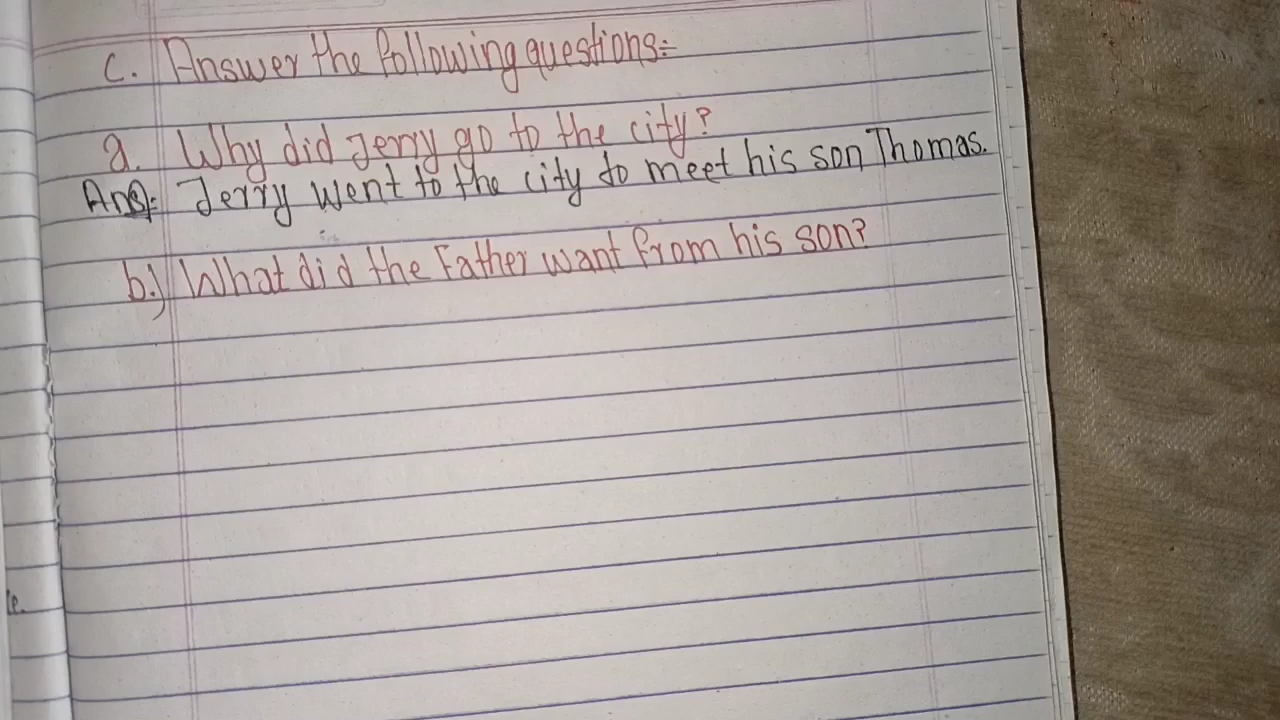 C. Answer the following questions:-
a. Why did Jerry go to the city?
Ans:- Jerry went to the city to meet his son Thomas.
b.) What did the Father want from his son?